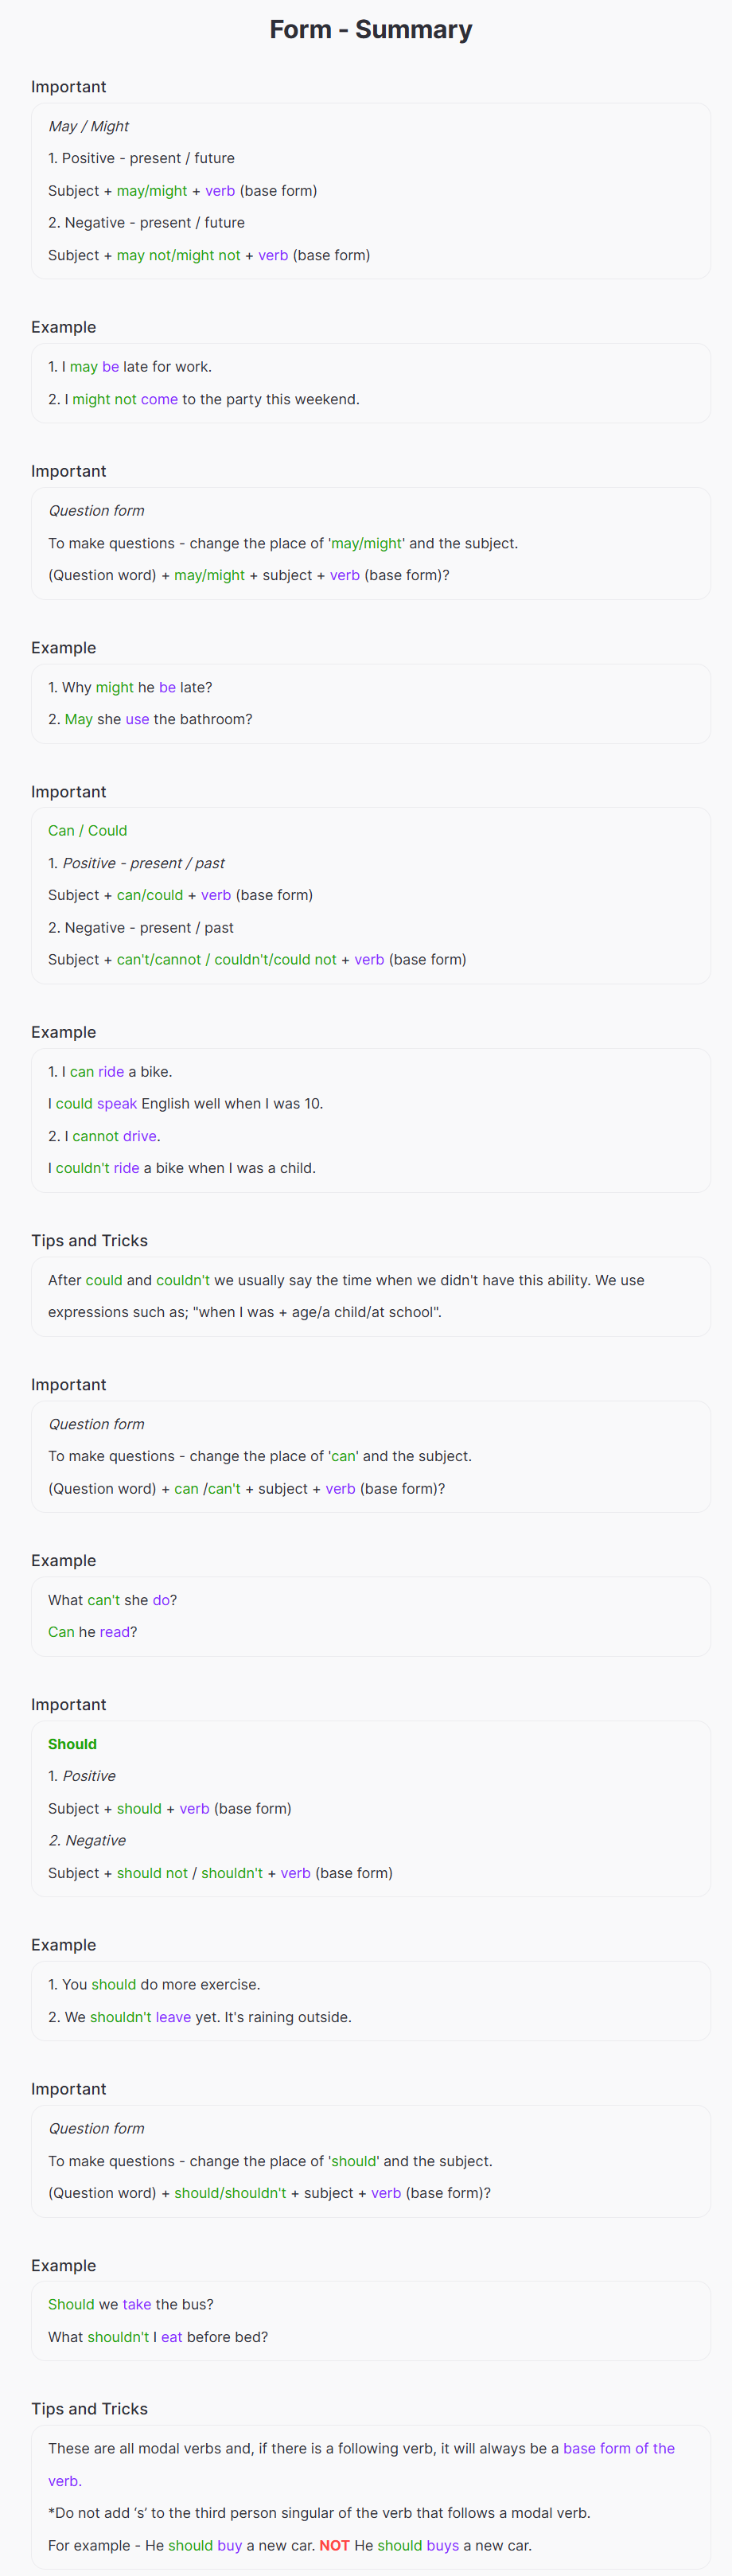 Form - Summary
Important
May / Might
1. Positive - present / future
Subject + may/might + verb (base form)
2. Negative - present / future
Subject + may not/might not + verb (base form)
Example
1. I may be late for work.
2. I might not come to the party this weekend.
Important
Question form
To make questions - change the place of 'may/might' and the subject.
(Question word) + may/might + subject + verb (base form)?
Example
1. Why might he be late?
2. May she use the bathroom?
Important
Can / Could
1. Positive - present / past
Subject + can/could + verb (base form)
2. Negative - present / past
Subject + can't/cannot / couldn't/could not + verb (base form)
Example
1. I can ride a bike.
I could speak English well when I was 10.
2. I cannot drive.
I couldn't ride a bike when I was a child.
Tips and Tricks
After could and couldn't we usually say the time when we didn't have this ability. We use
expressions such as; "when I was + age/a child/at school".
Important
Question form
To make questions - change the place of 'can' and the subject.
(Question word) + can /can't + subject + verb (base form)?
Example
What can't she do?
Can he read?
Important
Should
1. Positive
Subject + should + verb (base form)
2. Negative
Subject + should not / shouldn't + verb (base form)
Example
1. You should do more exercise.
2. We shouldn't leave yet. It's raining outside.
Important
Question form
To make questions - change the place of 'should' and the subject.
(Question word) + should/shouldn't + subject + verb (base form)?
Example
Should we take the bus?
What shouldn't I eat before bed?
Tips and Tricks
These are all modal verbs and, if there is a following verb, it will always be a base form of the
verb.
*Do not add ‘s’ to the third person singular of the verb that follows a modal verb.
For example - He should buy a new car. NOT He should buys a new car.